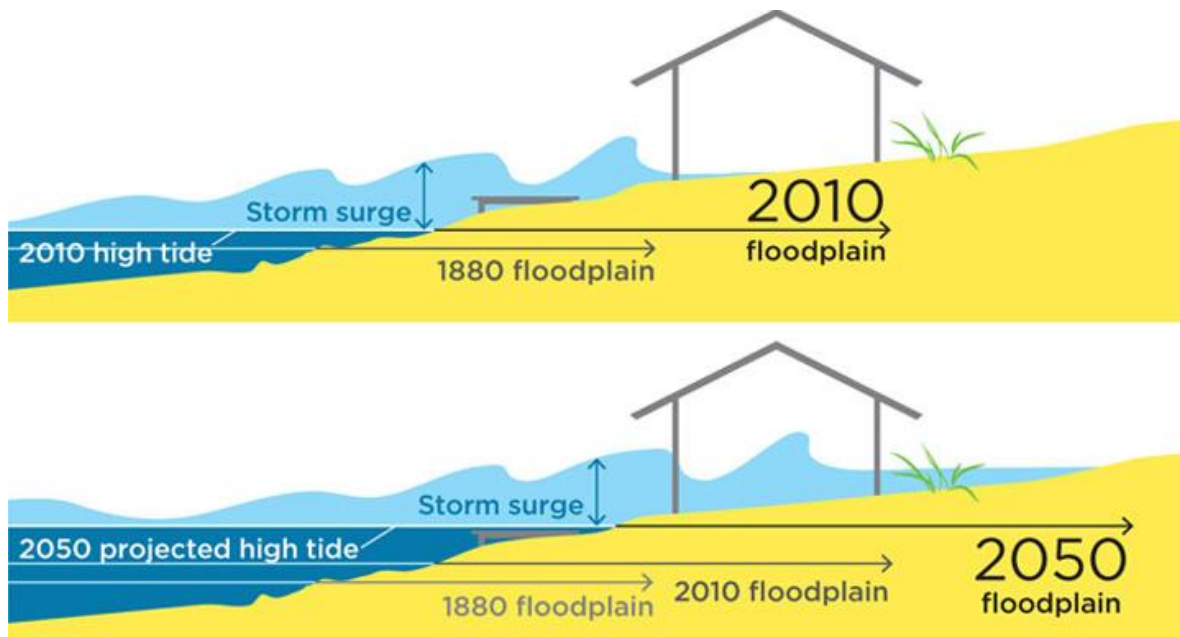 Storm surge
2010
2010 high tide
floodplain
1880 floodplain
Storm surge
2050 projected high tide
2050
1880 floodplain
2010 floodplain
floodplain